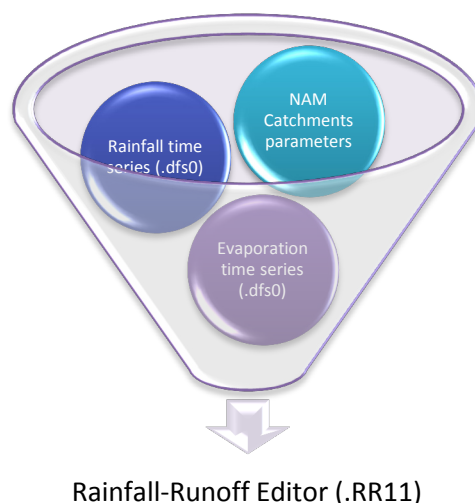 NAM
Catchments
parameters
Rainfall time
series (.dfs0)
Evaporation
time series
(.dfs0)
Rainfall-Runoff Editor (.RR11)